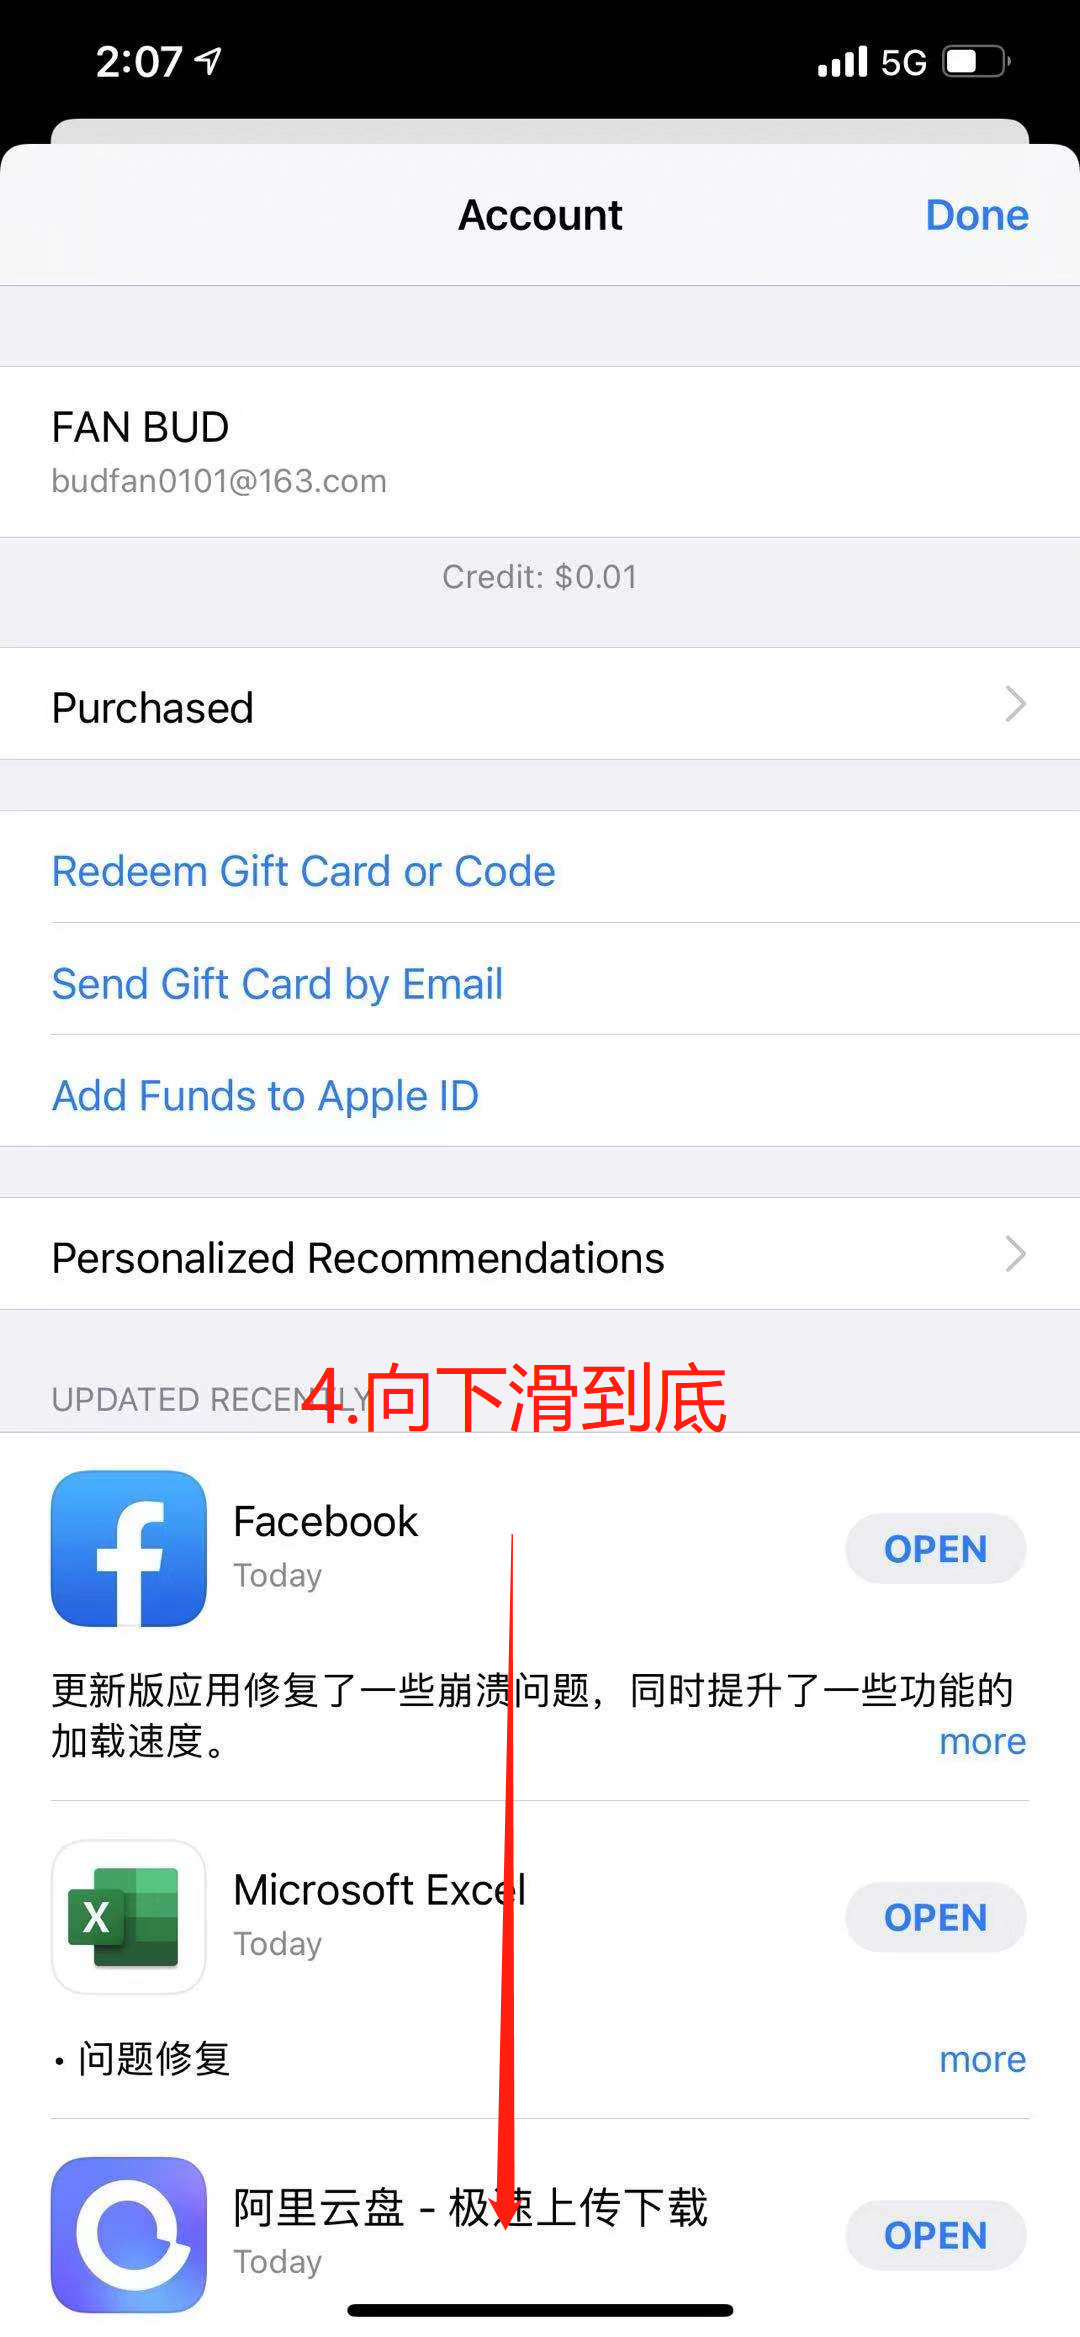 2:07
5G
Account
Done
FAN BUD
budfan0101@163.com
Credit: $0.01
Purchased
Redeem Gift Card or Code
Send Gift Card by Email
Add Funds to Apple ID
Personalized Recommendations
UPDATED RECENTLY
4.向下滑到底
Facebook
Today
OPEN
更新版应用修复了一些崩溃问题，同时提升了一些功能的
加载速度。
more
X
Microsoft Excel
Today
OPEN
• 问题修复
more
阿里云盘 - 极速上传下载
Today
OPEN